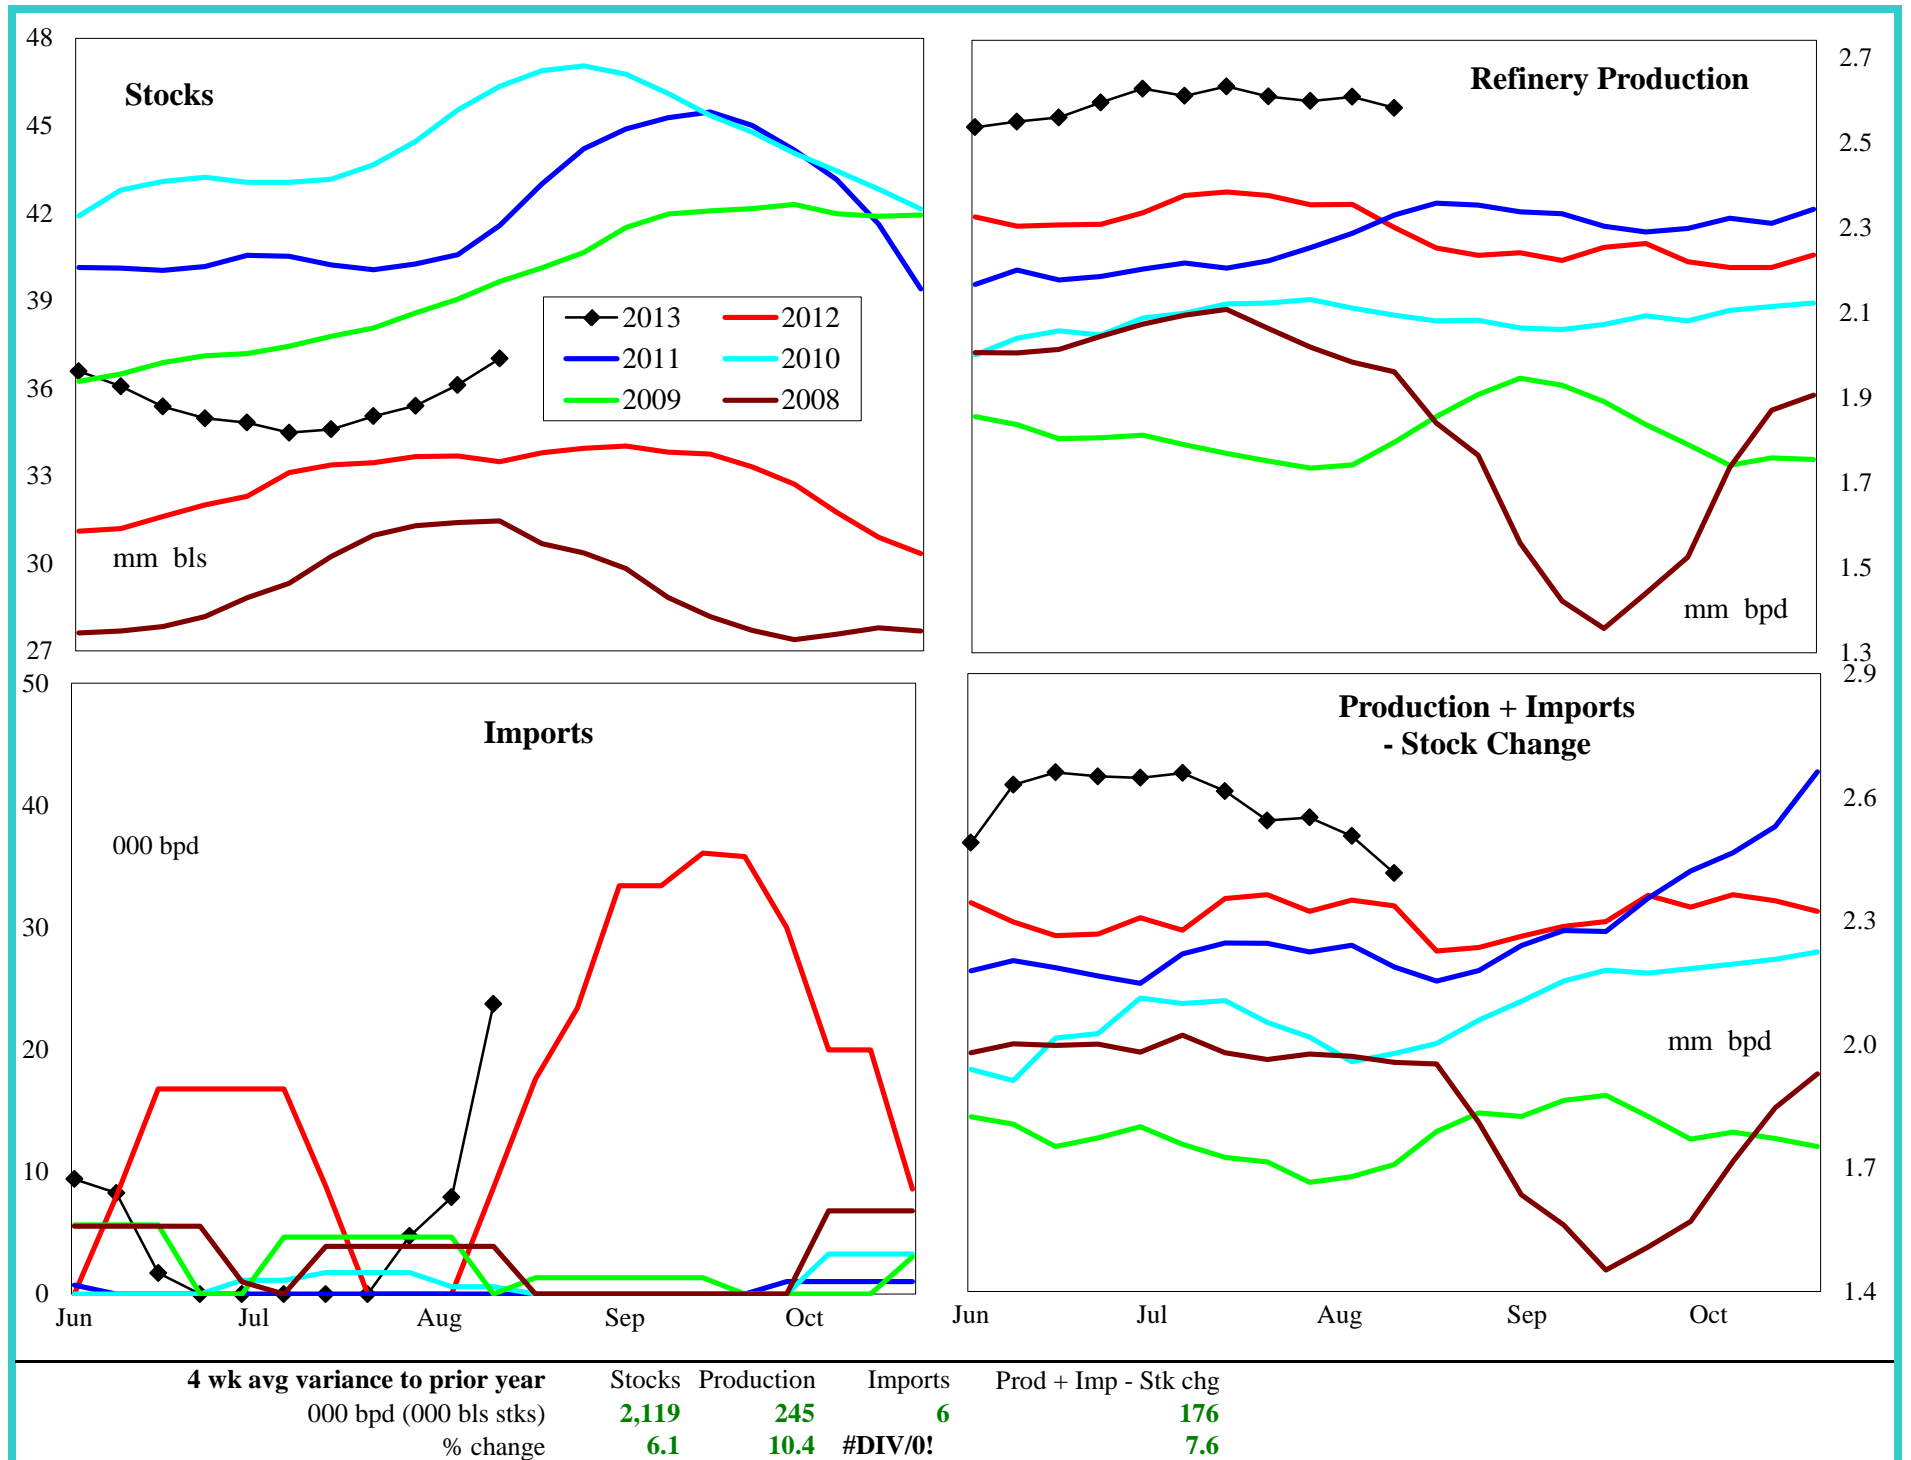 48
45
42
39
36
33
30
27
Stocks
mm bls
2013
2012
2011
2010
2009
2008
Refinery Production
mm bpd
2.7
2.5
2.3
2.1
1.9
1.7
1.5
1.3
50
40
30
20
10
0
Imports
000 bpd
Jun Jul Aug Sep Oct
Production + Imports
- Stock Change
mm bpd
2.9
2.6
2.3
2.0
1.7
1.4
Jun Jul Aug Sep Oct
4 wk avg variance to prior year Stocks Production Imports Prod + Imp - Stk chg
000 bpd (000 bls stks) 2,119 245 6 176
% change 6.1 10.4 #DIV/0! 7.6